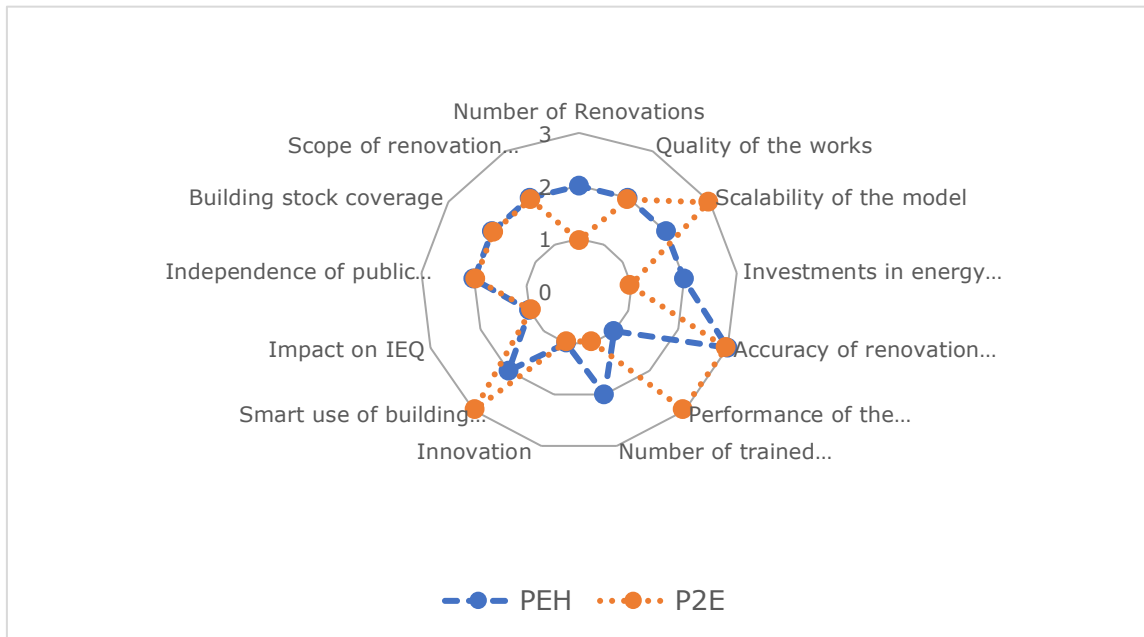 Number of Renovations
3
Scope of renovation…
Quality of the works
2
Building stock coverage
Scalability of the model
1
Independence of public…
Investments in energy…
0
Impact on IEQ
Accuracy of renovation…
Smart use of building…
Performance of the…
Innovation
Number of trained…
PEH
P2E